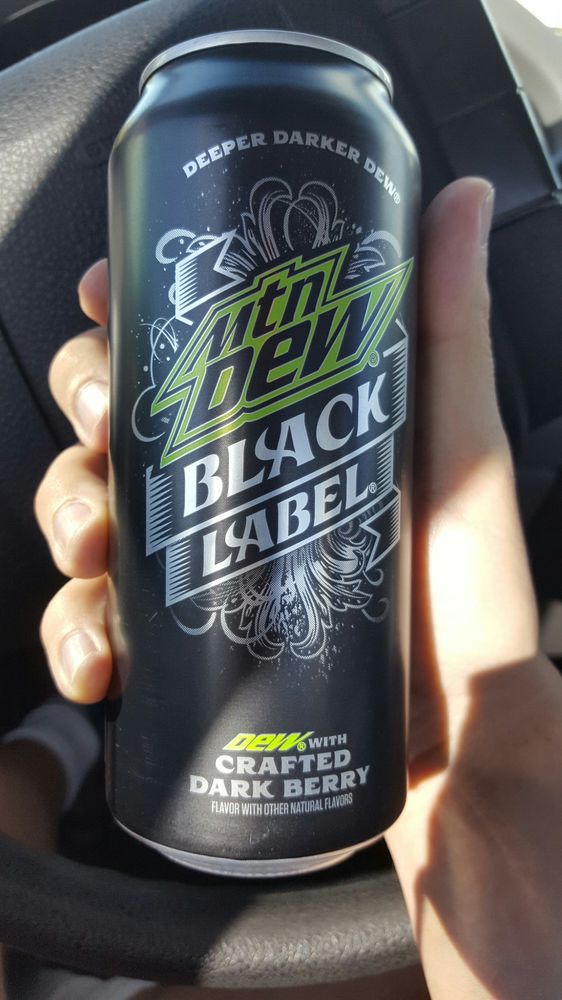 DEEPER DARKER DEW®
Mtn
DEW®
BLACK
LABEL®
DEW® WITH
CRAFTED
DARK BERRY
FLAVOR WITH OTHER NATURAL FLAVORS